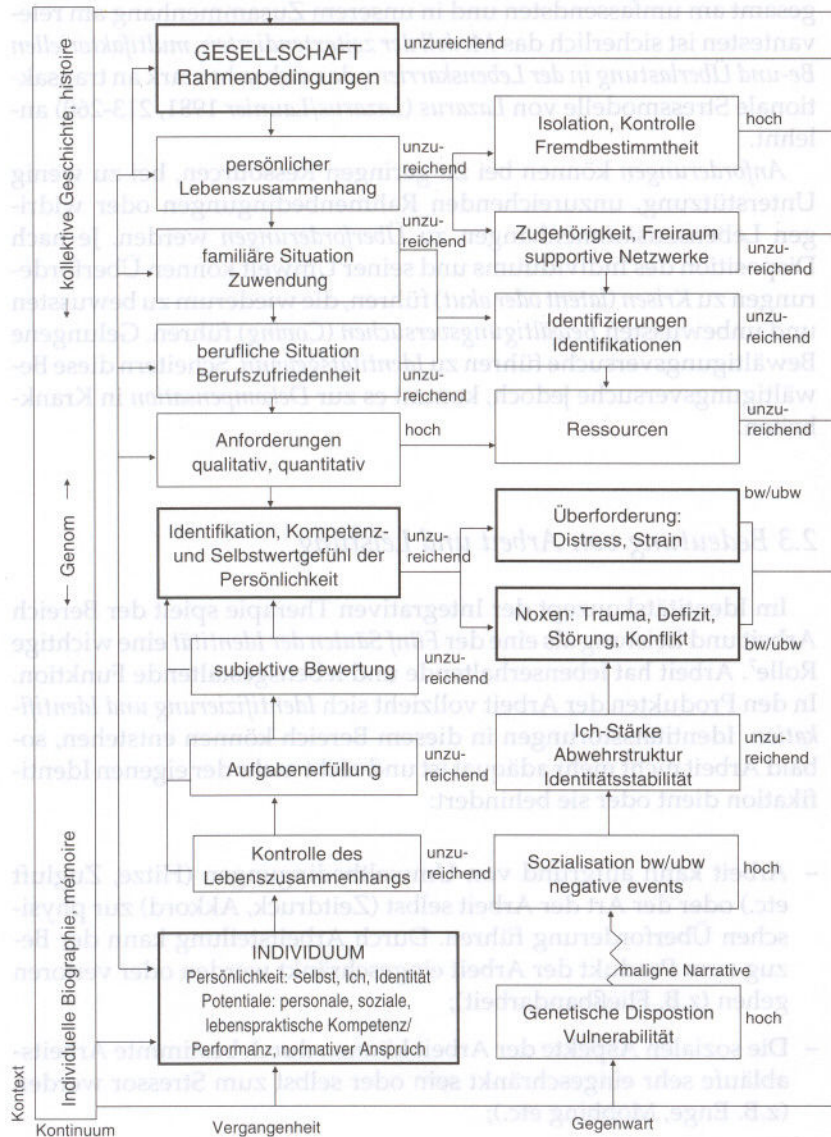 GESELLSCHAFT
Rahmenbedingungen
unzureichend
persönlicher
Lebenszusammenhang
unzu-
reichend
Isolation, Kontrolle
Fremdbestimmtheit
hoch
familiäre Situation
Zuwendung
unzu-
reichend
Zugehörigkeit, Freiraum
supportive Netzwerke
unzu-
reichend
berufliche Situation
Berufszufriedenheit
unzu-
reichend
Identifizierungen
Identifikationen
unzu-
reichend
Anforderungen
qualitativ, quantitativ
hoch
Ressourcen
unzu-
reichend
Identifikation, Kompetenz-
und Selbstwertgefühl der
Persönlichkeit
unzu-
reichend
bw/ubw
Überforderung:
Distress, Strain
Noxen: Trauma, Defizit,
Störung, Konflikt
bw/ubw
subjektive Bewertung
unzu-
reichend
Aufgabenerfüllung
unzu-
reichend
Ich-Stärke
Abwehrstruktur
Identitätsstabilität
unzu-
reichend
Kontrolle des
Lebenszusammenhangs
unzu-
reichend
Sozialisation bw/ubw
negative events
hoch
maligne Narrative
INDIVIDUUM
Persönlichkeit: Selbst, Ich, Identität
Potentiale: personale, soziale,
lebenspraktische Kompetenz/
Performanz, normativer Anspruch
Genetische Dispostion
Vulnerabilität
hoch
kollektive Geschichte, histoire
Genom
Individuelle Biographie, mémoire
Kontext
Kontinuum
Vergangenheit
Gegenwart